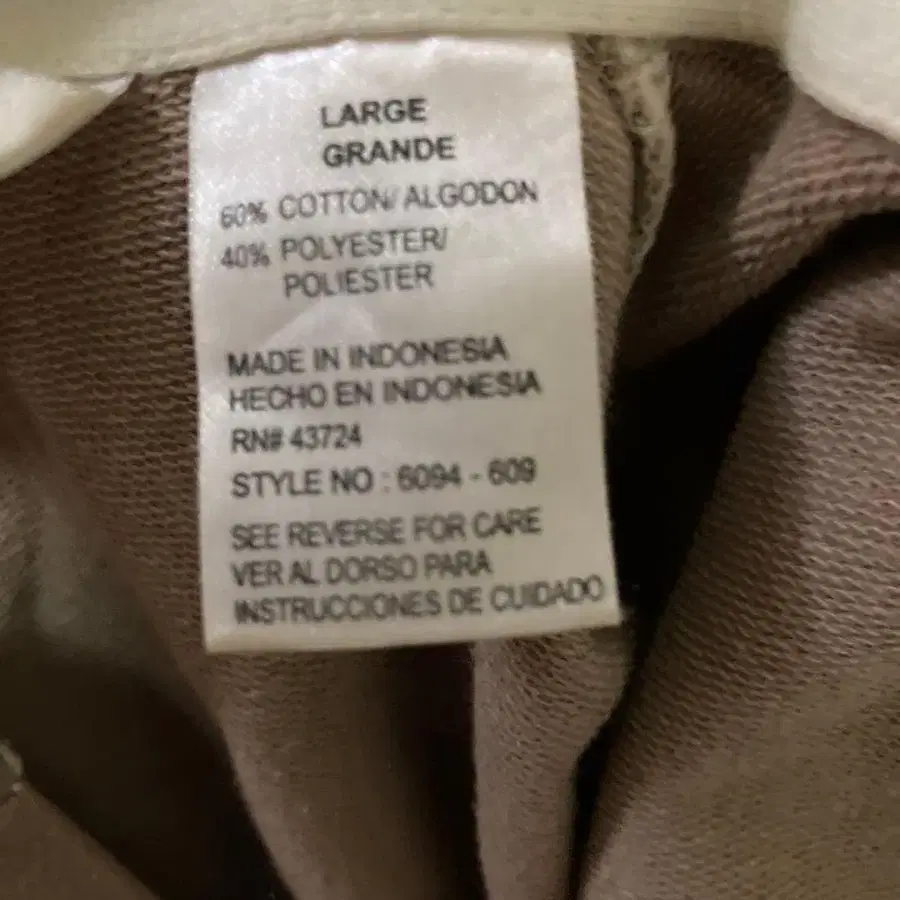 LARGE
GRANDE
60% COTTON/ ALGODON
40% POLYESTER/
POLIESTER
MADE IN INDONESIA
HECHO EN INDONESIA
RN# 43724
STYLE NO : 6094 - 609
SEE REVERSE FOR CARE
VER AL DORSO PARA
INSTRUCCIONES DE CUIDADO